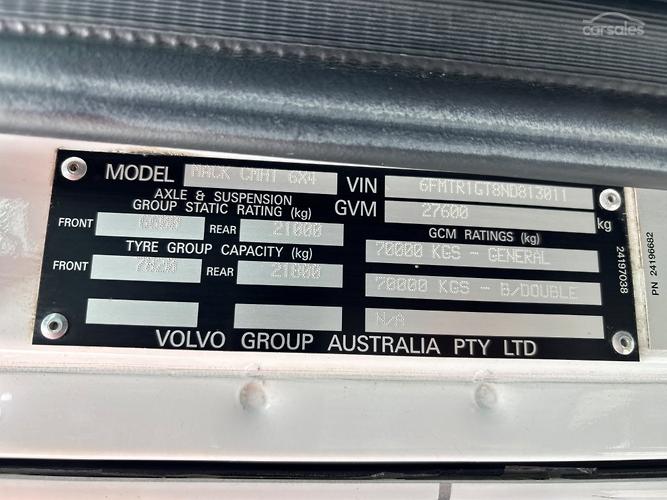 carsales
MODEL MACK CMHT 6X4 VIN 6FMTR1GT8ND813011
AXLE & SUSPENSION
GROUP STATIC RATING (kg) GVM 27600 kg
FRONT REAR 21000
GCM RATINGS (kg)
TYRE GROUP CAPACITY (kg) 70000 KGS - GENERAL
FRONT REAR 21800
70000 KGS - B/DOUBLE
N/A
VOLVO GROUP AUSTRALIA PTY LTD
24197038
PN 24196682